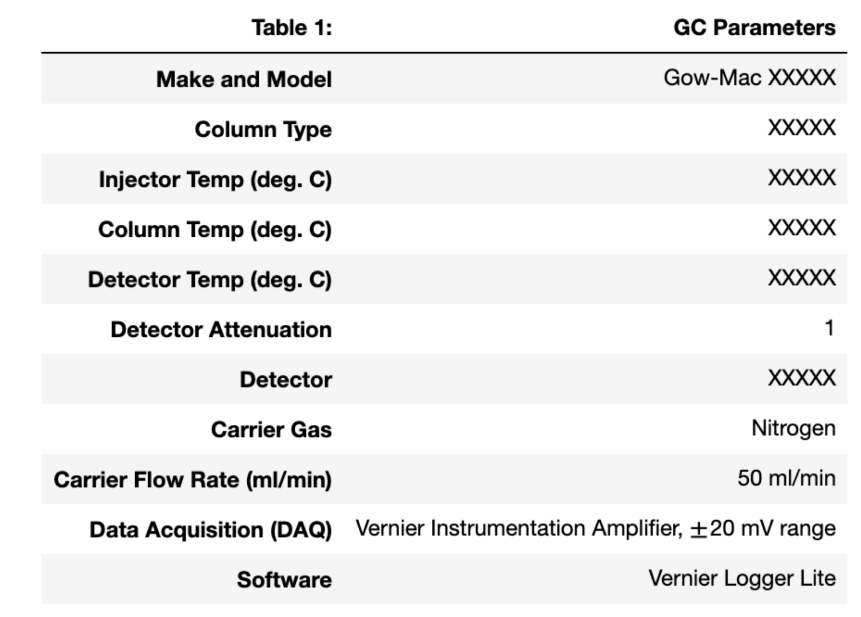 Table 1: GC Parameters
Make and Model Gow-Mac XXXXX
Column Type XXXXX
Injector Temp (deg. C) XXXXX
Column Temp (deg. C) XXXXX
Detector Temp (deg. C) XXXXX
Detector Attenuation 1
Detector XXXXX
Carrier Gas Nitrogen
Carrier Flow Rate (ml/min) 50 ml/min
Data Acquisition (DAQ) Vernier Instrumentation Amplifier, ±20 mV range
Software Vernier Logger Lite